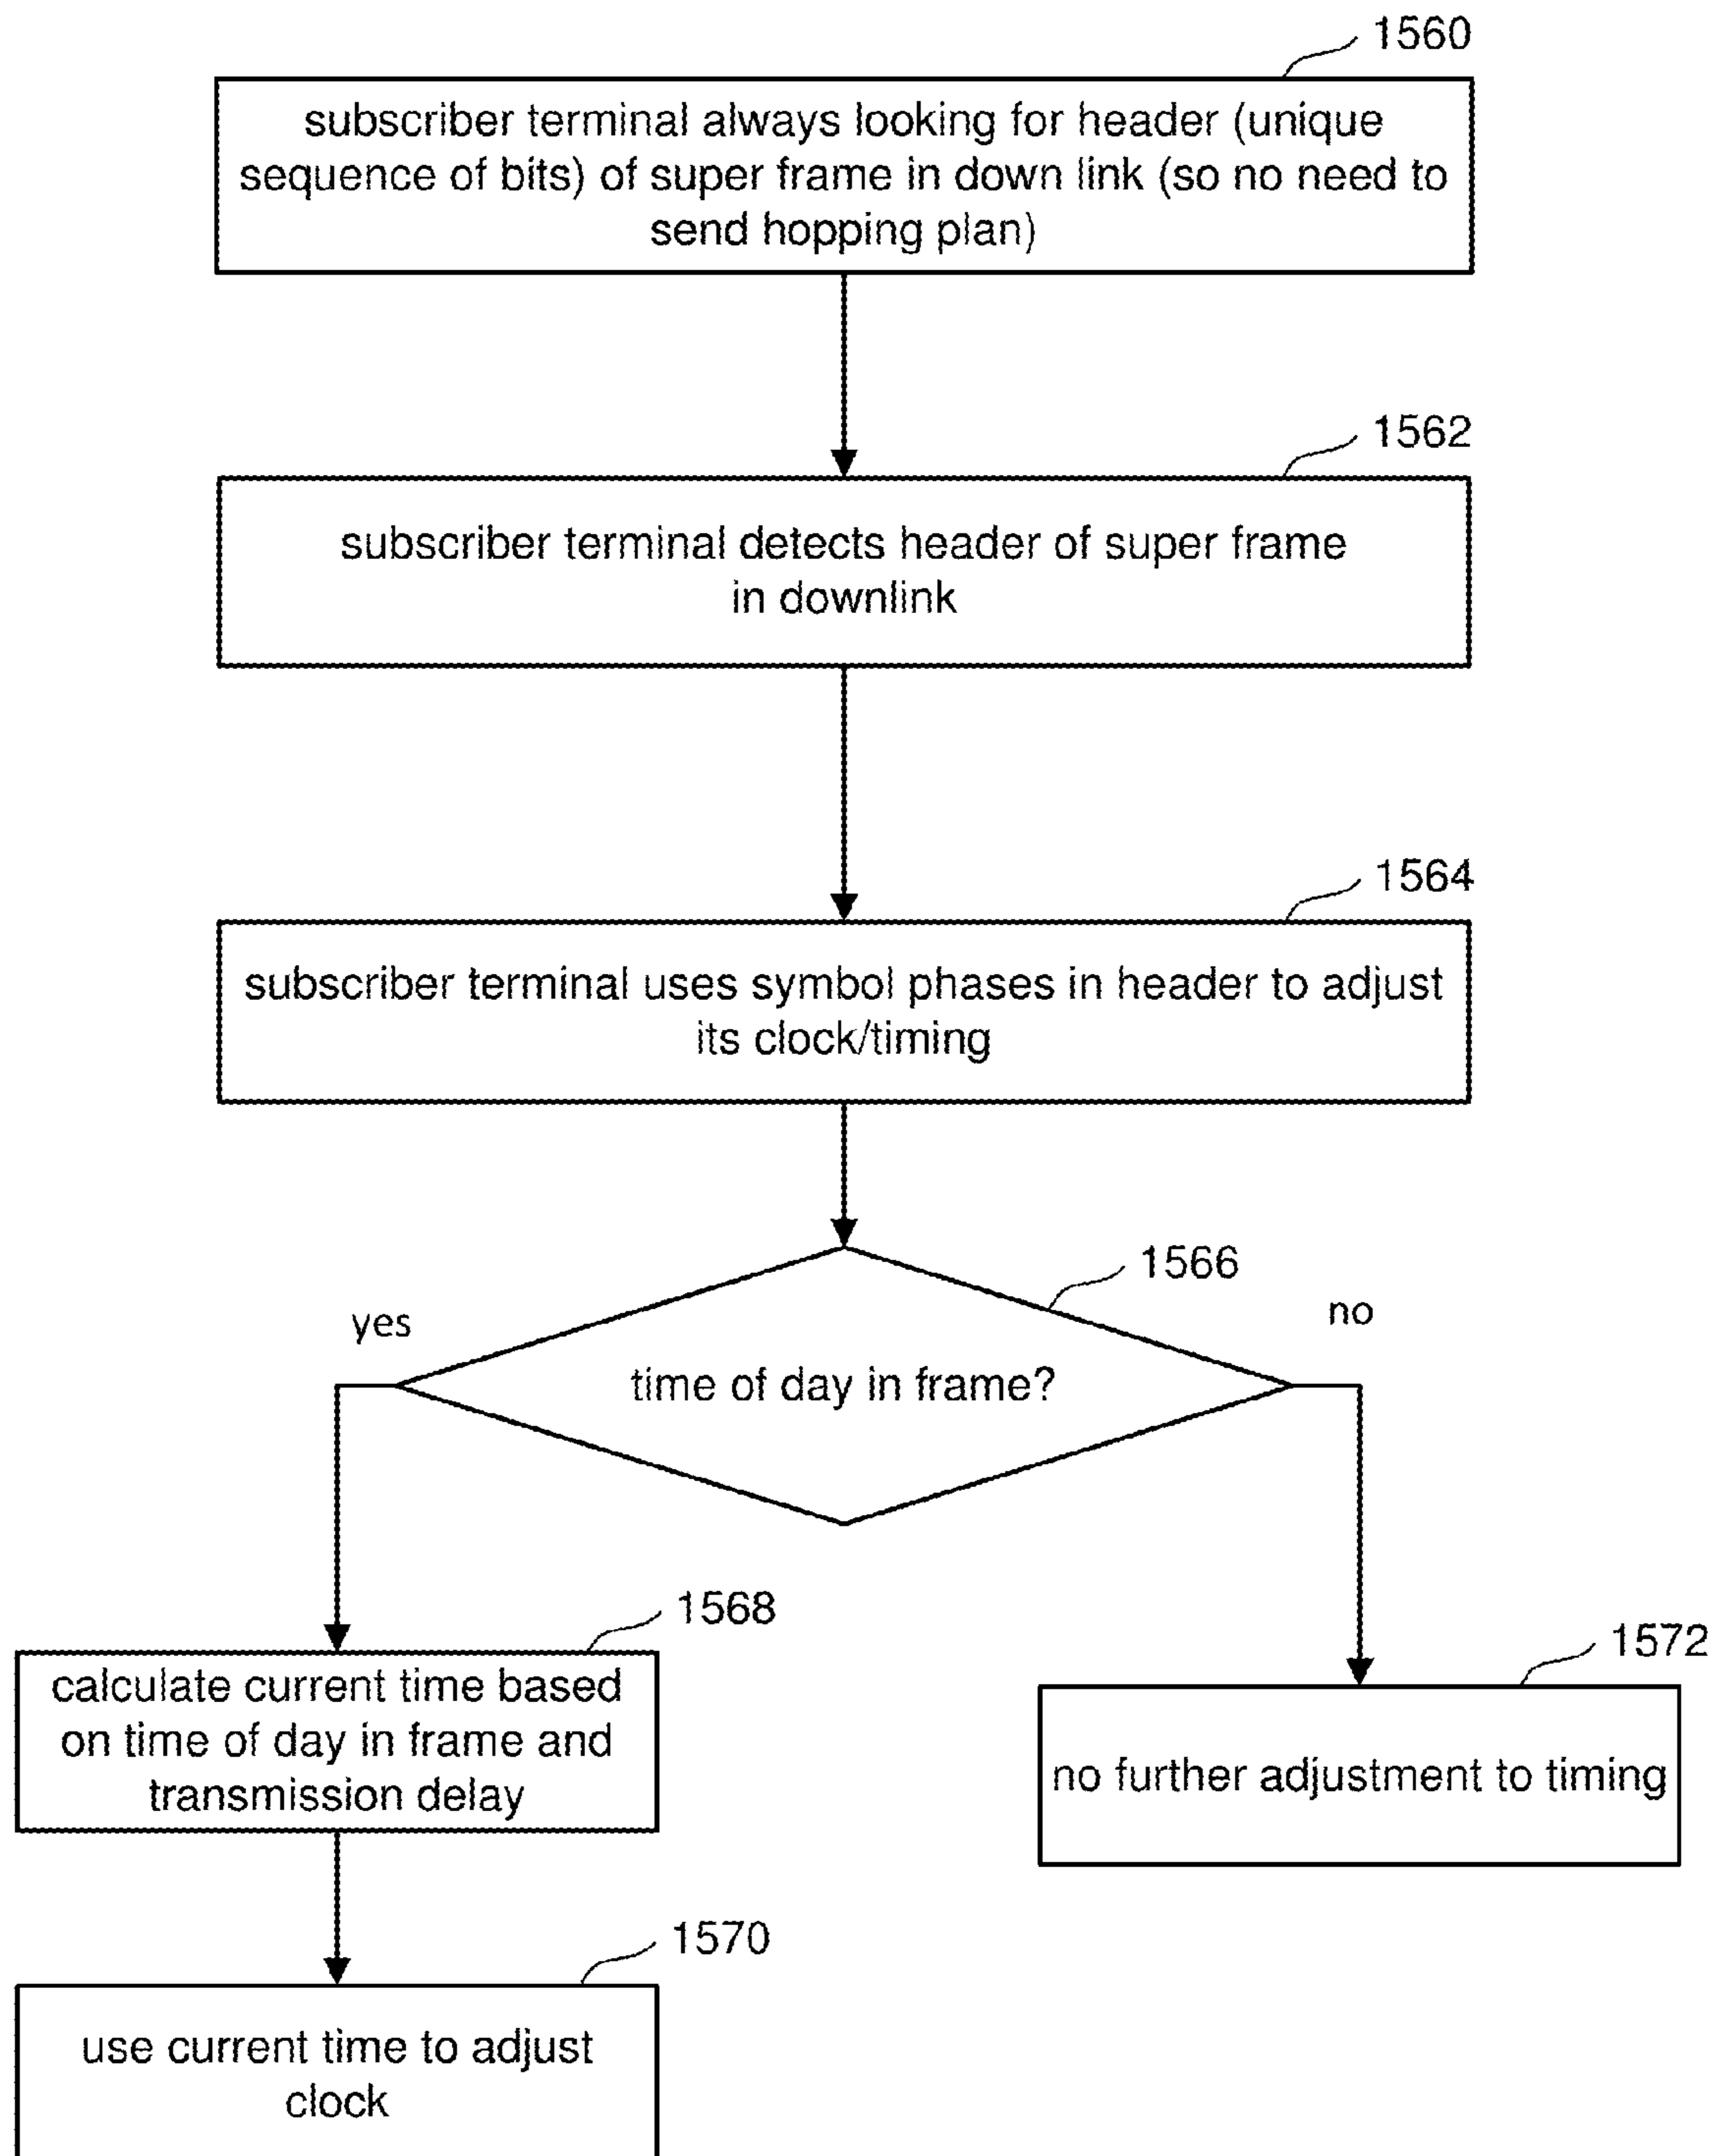 1560
subscriber terminal always looking for header (unique
sequence of bits) of super frame in down link (so no need to
send hopping plan)
1562
subscriber terminal detects header of super frame
in downlink
1564
subscriber terminal uses symbol phases in header to adjust
its clock/timing
1566
yes
no
time of day in frame?
1568
calculate current time based
on time of day in frame and
transmission delay
1572
no further adjustment to timing
1570
use current time to adjust
clock